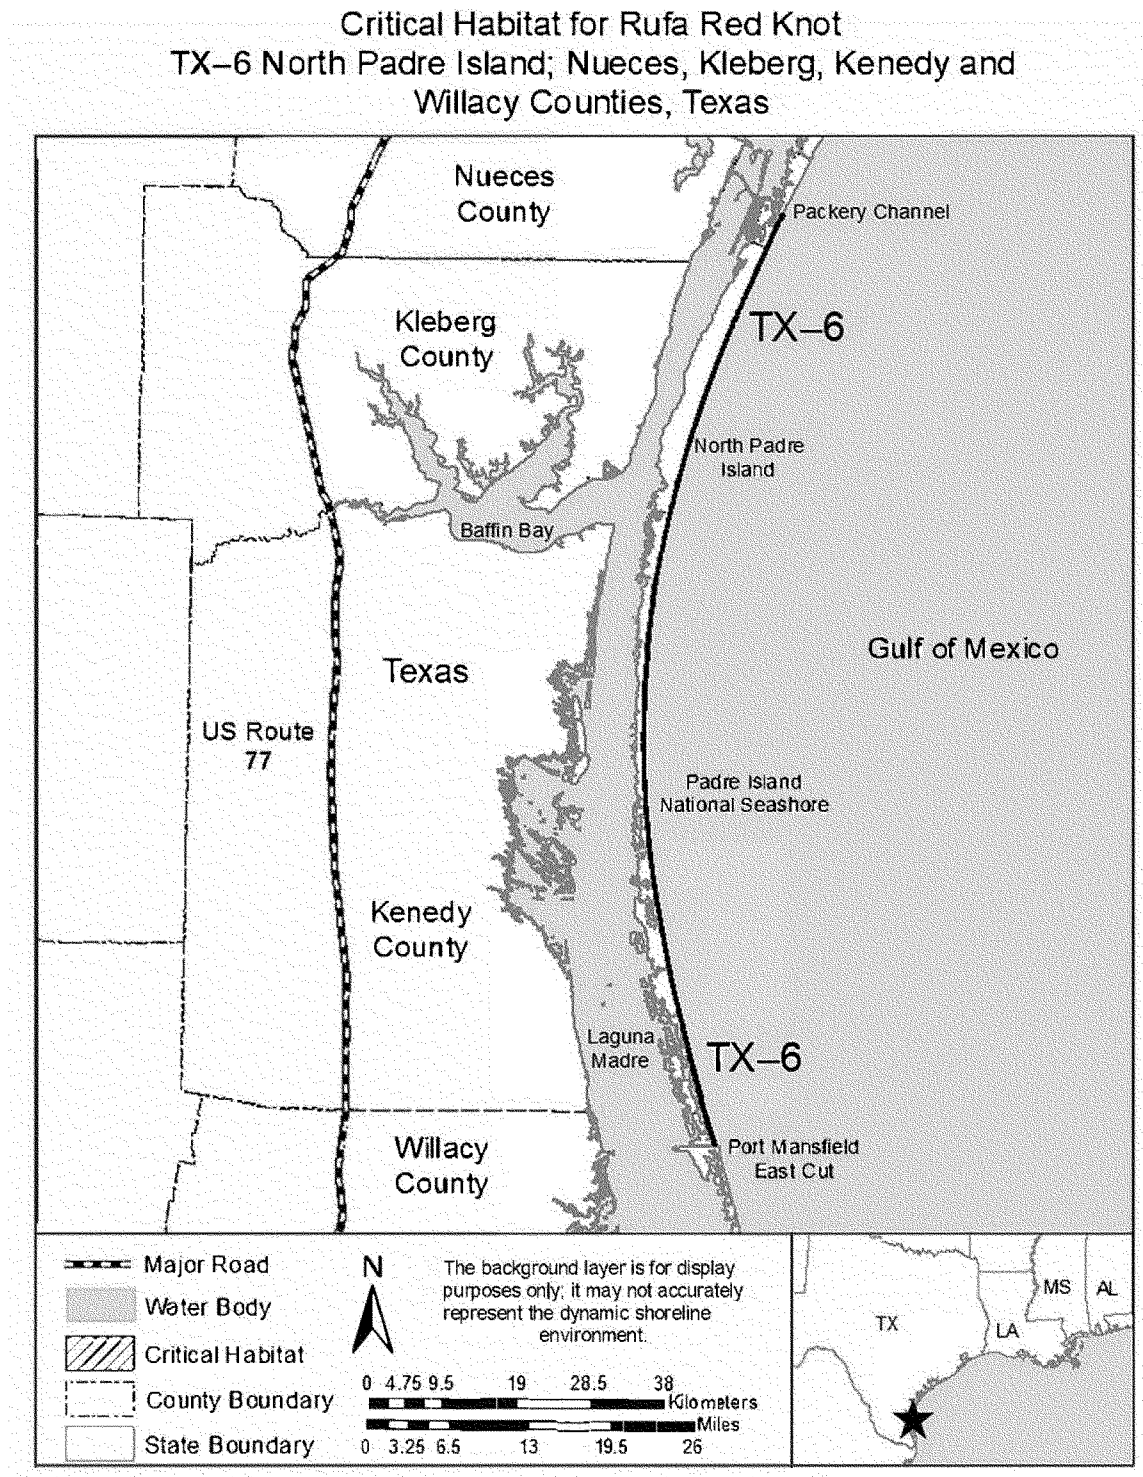 Critical Habitat for Rufa Red Knot
TX–6 North Padre Island; Nueces, Kleberg, Kenedy and
Willacy Counties, Texas
Nueces
County
Packery Channel
Kleberg
County
TX–6
North Padre
Island
Baffin Bay
Gulf of Mexico
Texas
US Route
77
Padre Island
National Seashore
Kenedy
County
Laguna
Madre
TX–6
Willacy
County
Port Mansfield
East Cut
Major Road
Water Body
Critical Habitat
County Boundary
State Boundary
N
The background layer is for display
purposes only; it may not accurately
represent the dynamic shoreline
environment.
0 4.75 9.5 19 28.5 38
Kilometers
Miles
0 3.25 6.5 13 19.5 26
MS
AL
TX
LA